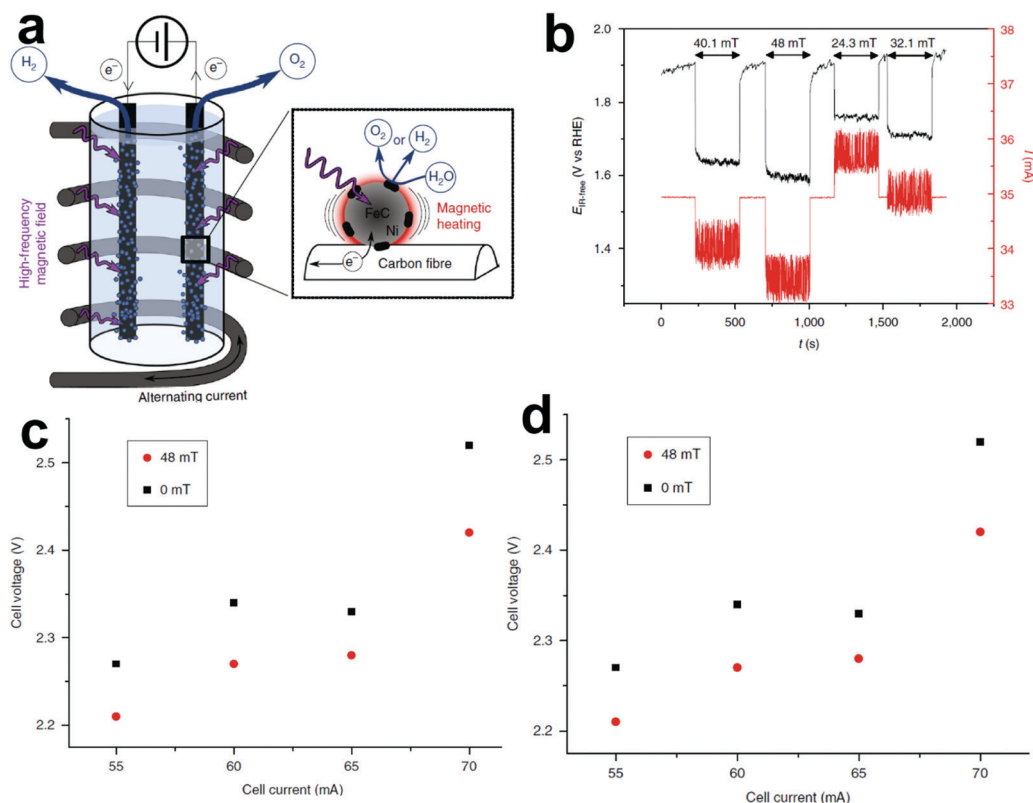 a
H2
O2
e−
e−
High-frequency
magnetic field
O2 or H2
H2O
FeC
Ni
Magnetic
heating
e−
Carbon fibre
Alternating current
b
40.1 mT
48 mT
24.3 mT
32.1 mT
2.0
1.8
1.6
1.4
EIR-free (V vs RHE)
38
37
36
35
34
33
I (mA)
0
500
1,000
1,500
2,000
t (s)
c
48 mT
0 mT
2.5
2.4
2.3
2.2
Cell voltage (V)
55
60
65
70
Cell current (mA)
d
48 mT
0 mT
2.5
2.4
2.3
2.2
Cell voltage (V)
55
60
65
70
Cell current (mA)